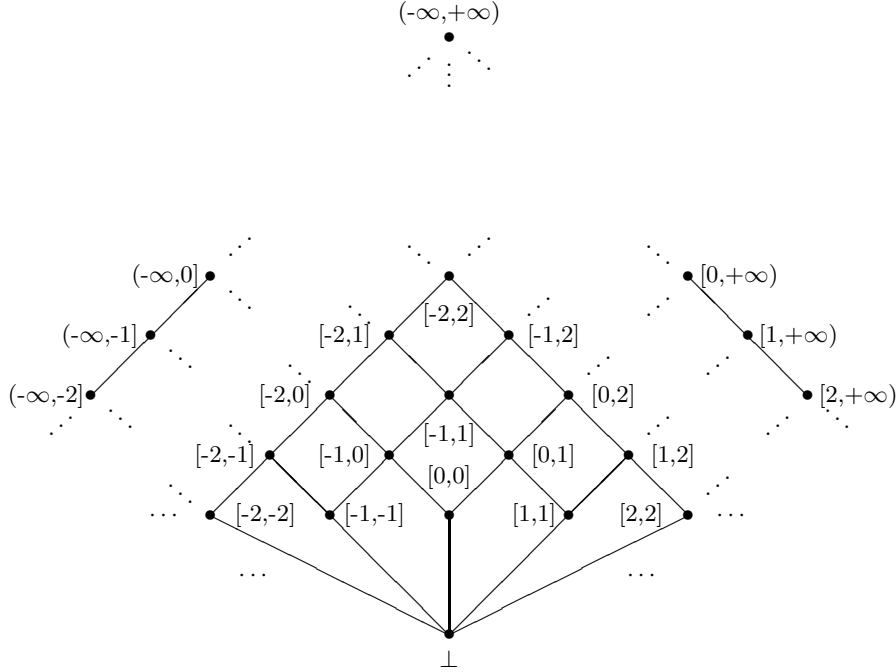 (-∞,+∞)
(-∞,0] [0,+∞)
[-2,2]
(-∞,-1] [-2,1] [-1,2] [1,+∞)
(-∞,-2] [-2,0] [0,2] [2,+∞)
[-1,1]
[-2,-1] [-1,0] [0,1] [1,2]
[0,0]
[-2,-2] [-1,-1] [1,1] [2,2]
⊥